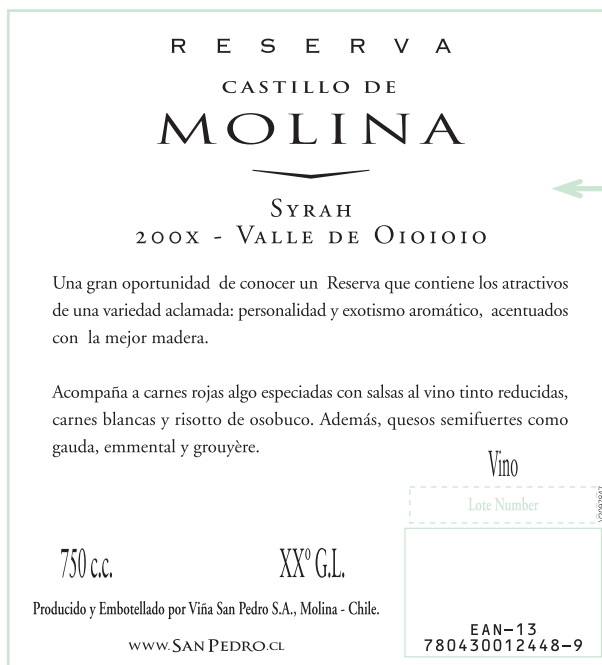 RESERVA
CASTILLO DE
MOLINA
SYRAH
200X - VALLE DE OIOIOIO
Una gran oportunidad de conocer un Reserva que contiene los atractivos
de una variedad aclamada: personalidad y exotismo aromático, acentuados
con la mejor madera.
Acompaña a carnes rojas algo especiadas con salsas al vino tinto reducidas,
carnes blancas y risotto de osobuco. Además, quesos semifuertes como
gauda, emmental y grouyère.
Vino
Lote Number
750 c.c.
XXº G.L.
Producido y Embotellado por Viña San Pedro S.A., Molina - Chile.
WWW.SANPEDRO.CL
EAN-13
780430012448-9